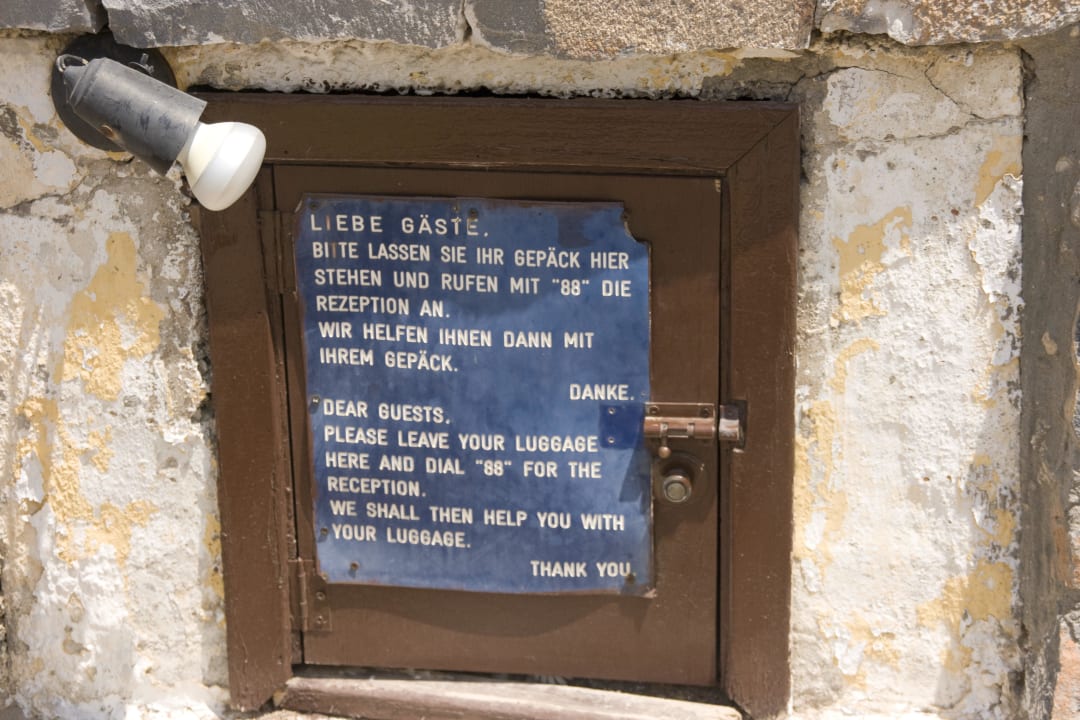 LIEBE GÄSTE,
BITTE LASSEN SIE IHR GEPÄCK HIER
STEHEN UND RUFEN MIT "88" DIE
REZEPTION AN.
WIR HELFEN IHNEN DANN MIT
IHREM GEPÄCK.
DANKE.
DEAR GUESTS,
PLEASE LEAVE YOUR LUGGAGE
HERE AND DIAL "88" FOR THE
RECEPTION.
WE SHALL THEN HELP YOU WITH
YOUR LUGGAGE.
THANK YOU.